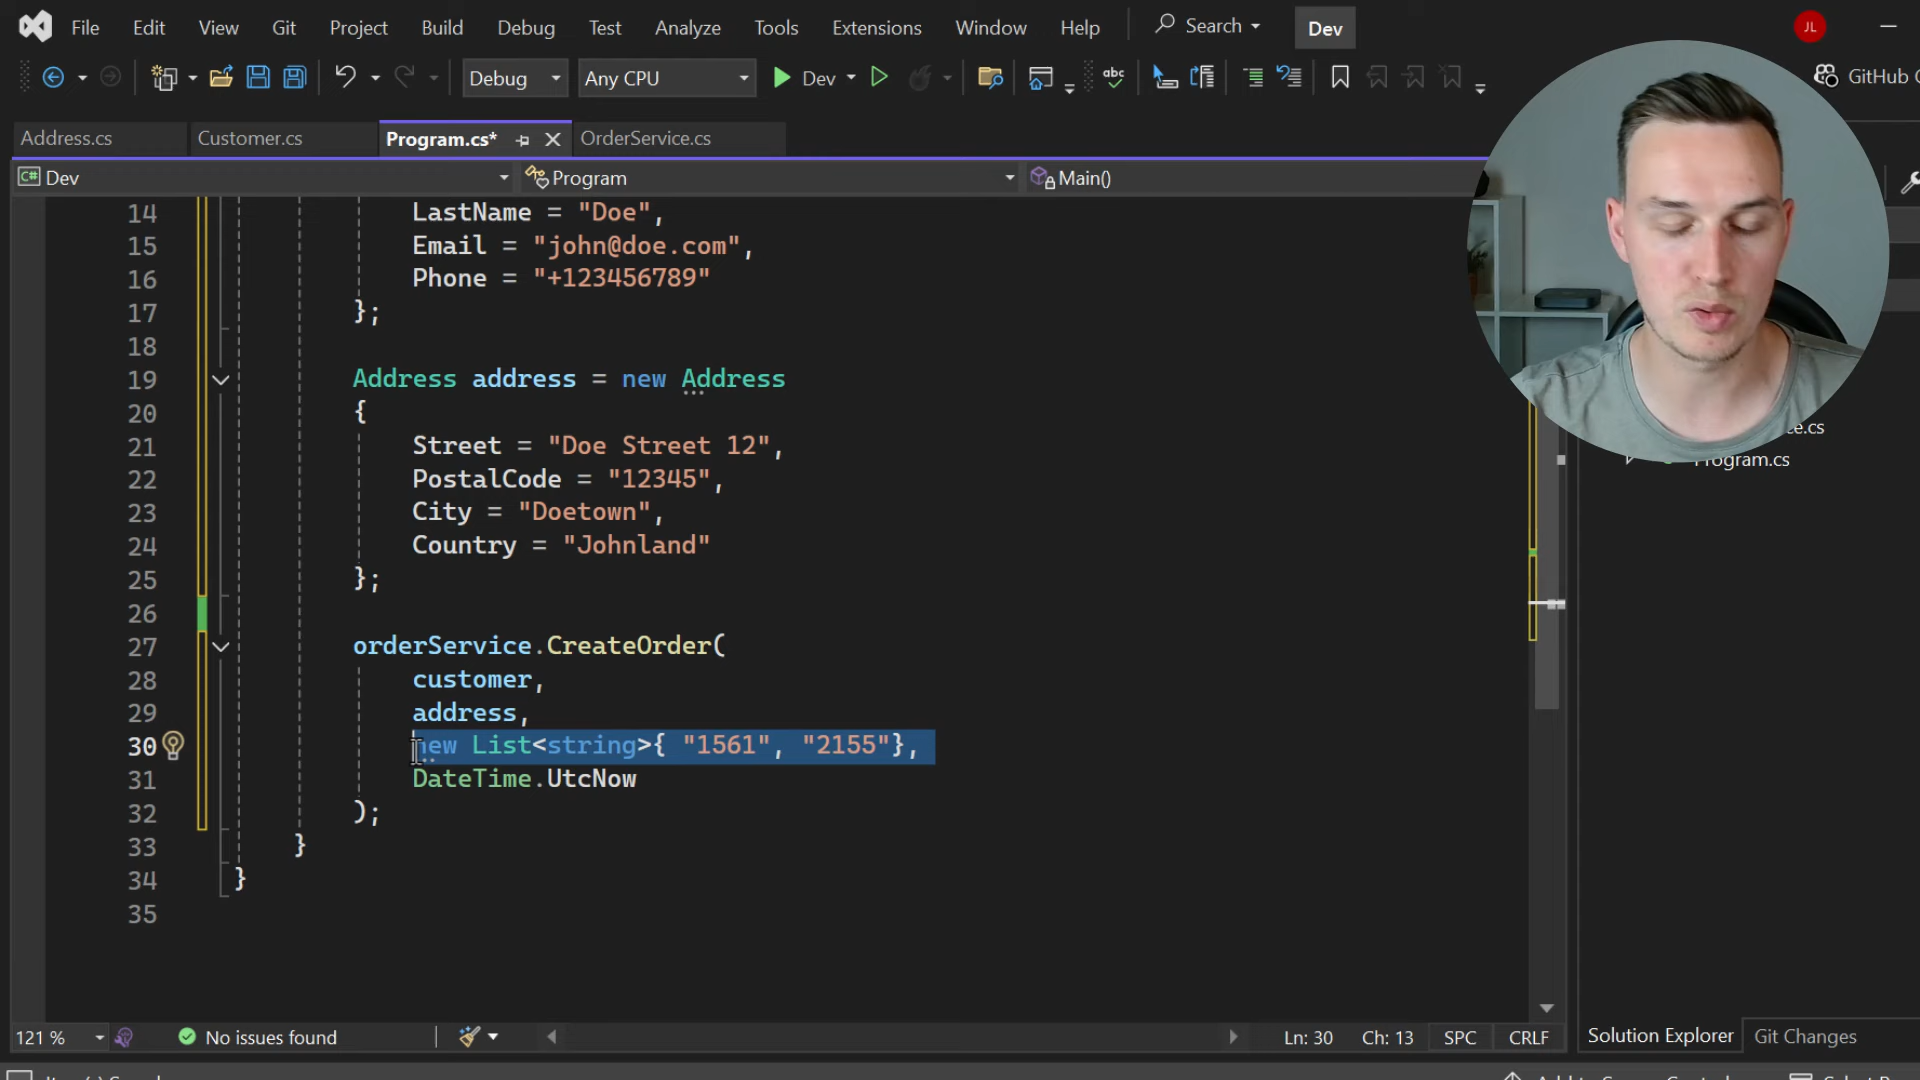 File Edit View Git Project Build Debug Test Analyze Tools Extensions Window Help Search Dev JL
Debug Any CPU Dev abc GitHub
Address.cs Customer.cs Program.cs* OrderService.cs
C# Dev Program Main()
14 LastName = "Doe",
15 Email = "john@doe.com",
16 Phone = "+123456789"
17 };
18
19 Address address = new Address
20 {
21 Street = "Doe Street 12",
22 PostalCode = "12345",
23 City = "Doetown",
24 Country = "Johnland"
25 };
26
27 orderService.CreateOrder(
28 customer,
29 address,
30 new List<string>{ "1561", "2155"},
31 DateTime.UtcNow
32 );
33 }
34 }
35
Program.cs
121 % No issues found Ln: 30 Ch: 13 SPC CRLF
Solution Explorer Git Changes